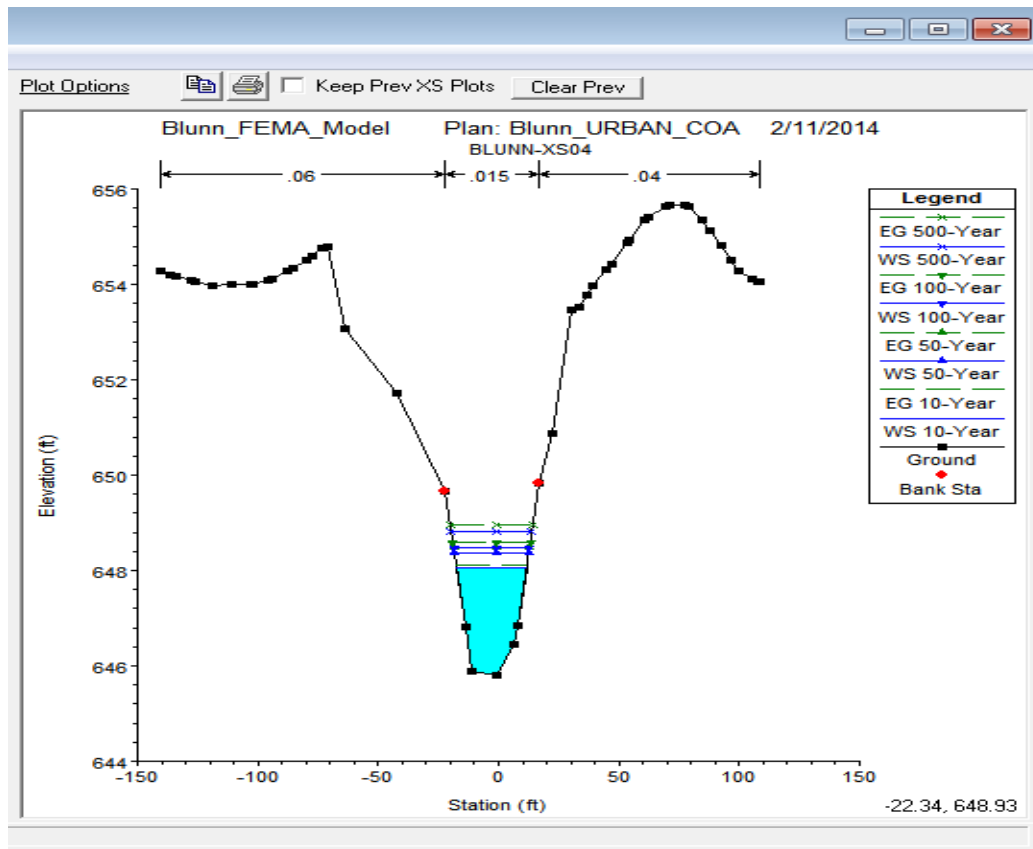 Plot Options Keep Prev XS Plots Clear Prev
Blunn_FEMA_Model Plan: Blunn_URBAN_COA 2/11/2014
BLUNN-XS04
.06 .015 .04
656
654
652
650
648
646
644
Elevation (ft)
-150 -100 -50 0 50 100 150
Station (ft)
Legend
EG 500-Year
WS 500-Year
EG 100-Year
WS 100-Year
EG 50-Year
WS 50-Year
EG 10-Year
WS 10-Year
Ground
Bank Sta
-22.34, 648.93